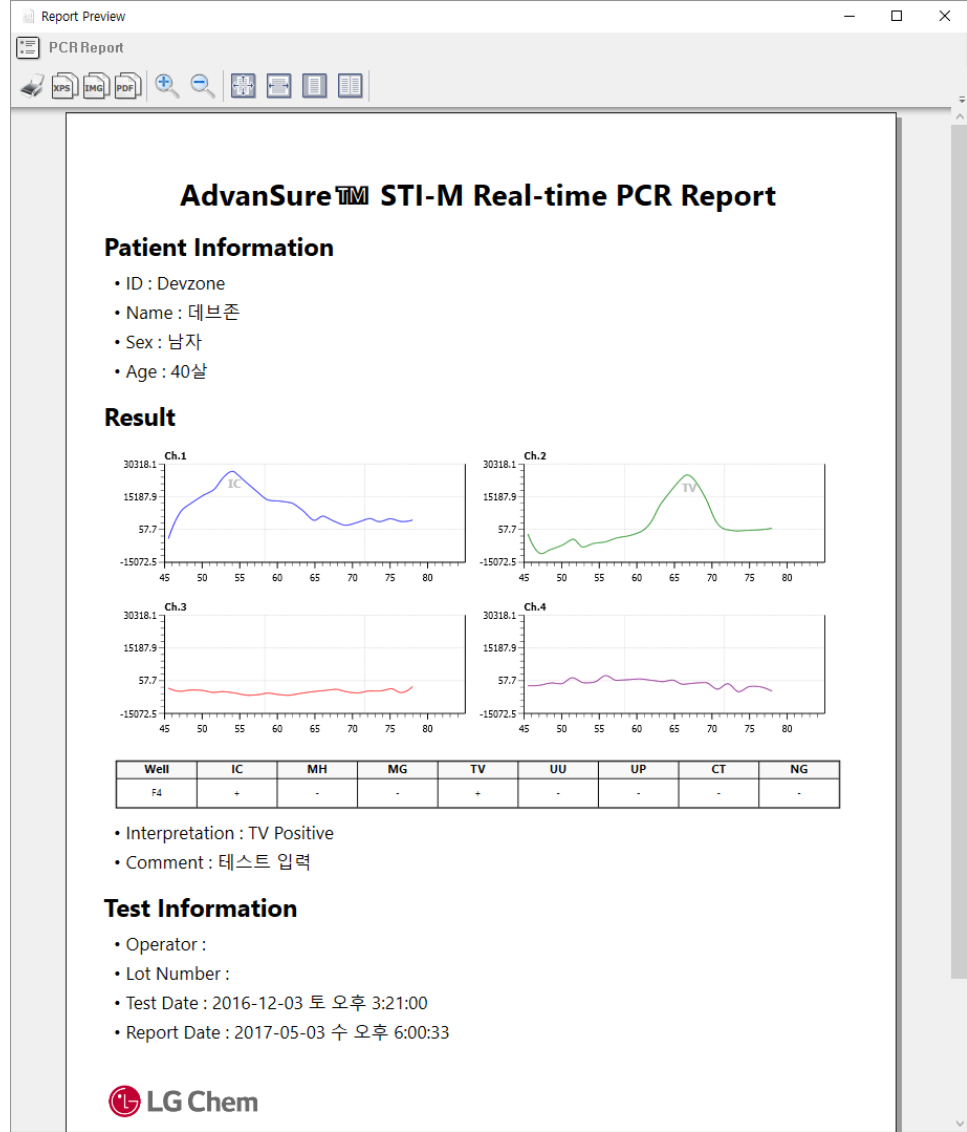 Report Preview
PCR Report
XPS IMG PDF
AdvanSure™ STI-M Real-time PCR Report
Patient Information
• ID : Devzone
• Name : 데브존
• Sex : 남자
• Age : 40살
Result
Ch.1
30318.1
IC
15187.9
57.7
-15072.5
45 50 55 60 65 70 75 80
Ch.2
30318.1
TV
15187.9
57.7
-15072.5
45 50 55 60 65 70 75 80
Ch.3
30318.1
15187.9
57.7
-15072.5
45 50 55 60 65 70 75 80
Ch.4
30318.1
15187.9
57.7
-15072.5
45 50 55 60 65 70 75 80
Well IC MH MG TV UU UP CT NG
F4 + - - + - - - -
• Interpretation : TV Positive
• Comment : 테스트 입력
Test Information
• Operator :
• Lot Number :
• Test Date : 2016-12-03 토 오후 3:21:00
• Report Date : 2017-05-03 수 오후 6:00:33
LG Chem